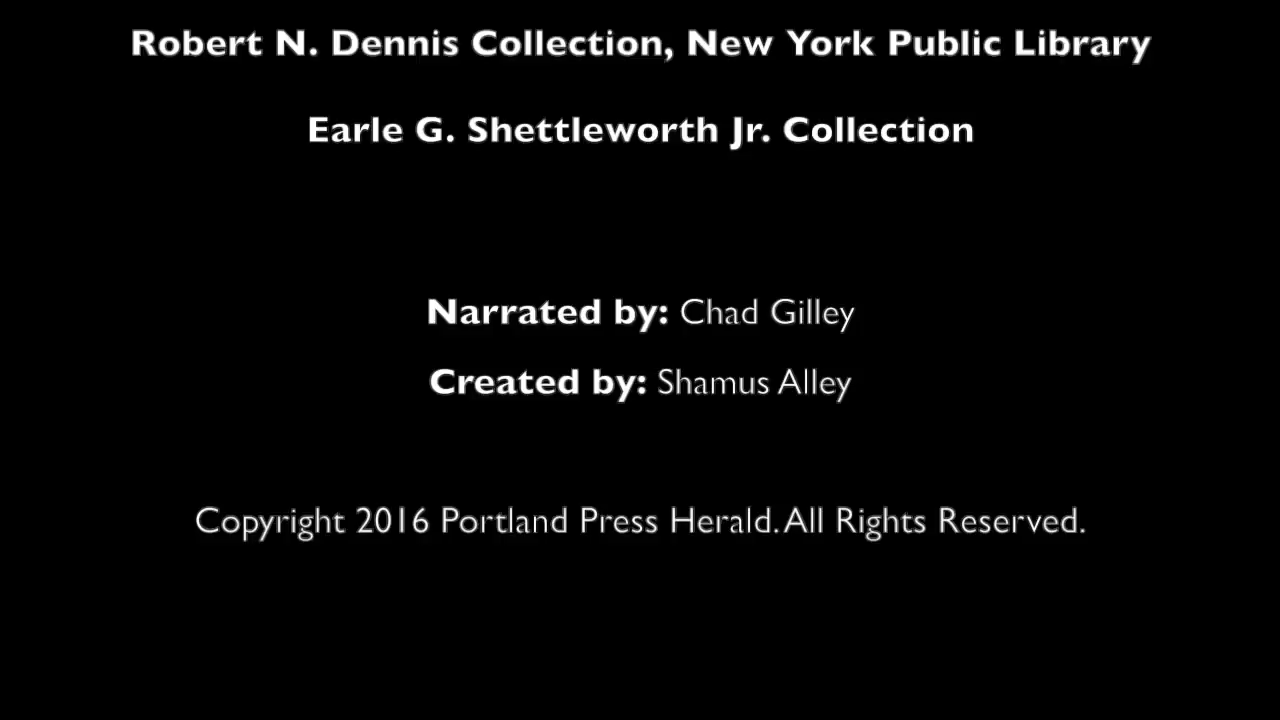 Robert N. Dennis Collection, New York Public Library
Earle G. Shettleworth Jr. Collection
Narrated by: Chad Gilley
Created by: Shamus Alley
Copyright 2016 Portland Press Herald. All Rights Reserved.